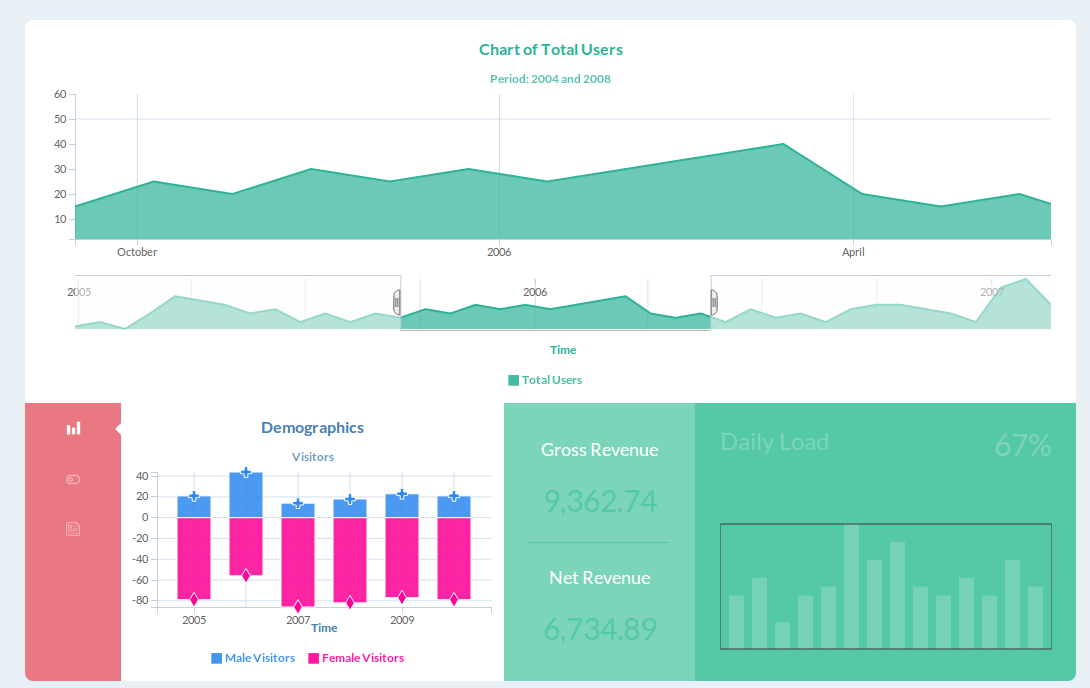 Chart of Total Users
Period: 2004 and 2008
60
50
40
30
20
10
October 2006 April
2005 2006 2007
Time
Total Users
Demographics
Visitors
40
20
0
-20
-40
-60
-80
2005 2007 2009
Time
Male Visitors Female Visitors
Gross Revenue
9,362.74
Net Revenue
6,734.89
Daily Load 67%